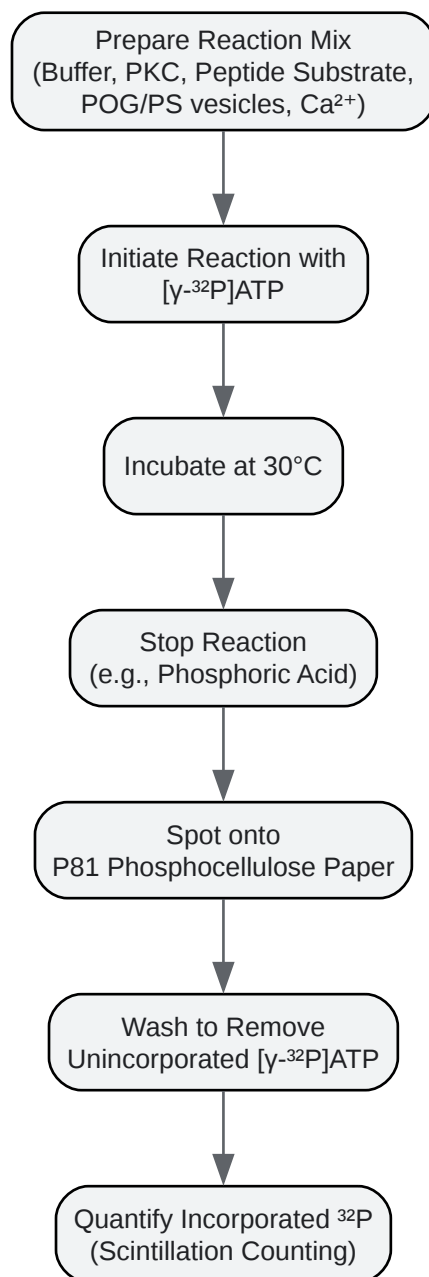 Prepare Reaction Mix
(Buffer, PKC, Peptide Substrate,
POG/PS vesicles, Ca²⁺)
Initiate Reaction with
[γ-³²P]ATP
Incubate at 30°C
Stop Reaction
(e.g., Phosphoric Acid)
Spot onto
P81 Phosphocellulose Paper
Wash to Remove
Unincorporated [γ-³²P]ATP
Quantify Incorporated ³²P
(Scintillation Counting)